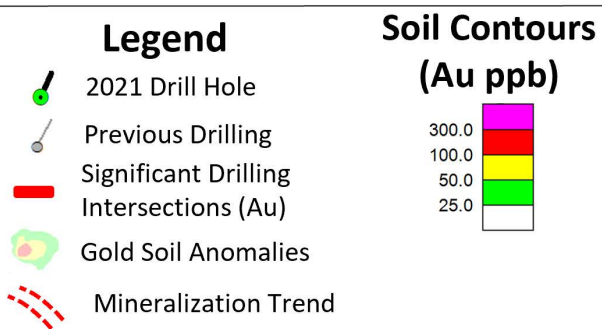 Legend
2021 Drill Hole
Previous Drilling
Significant Drilling
Intersections (Au)
Gold Soil Anomalies
Mineralization Trend
Soil Contours
(Au ppb)
300.0
100.0
50.0
25.0